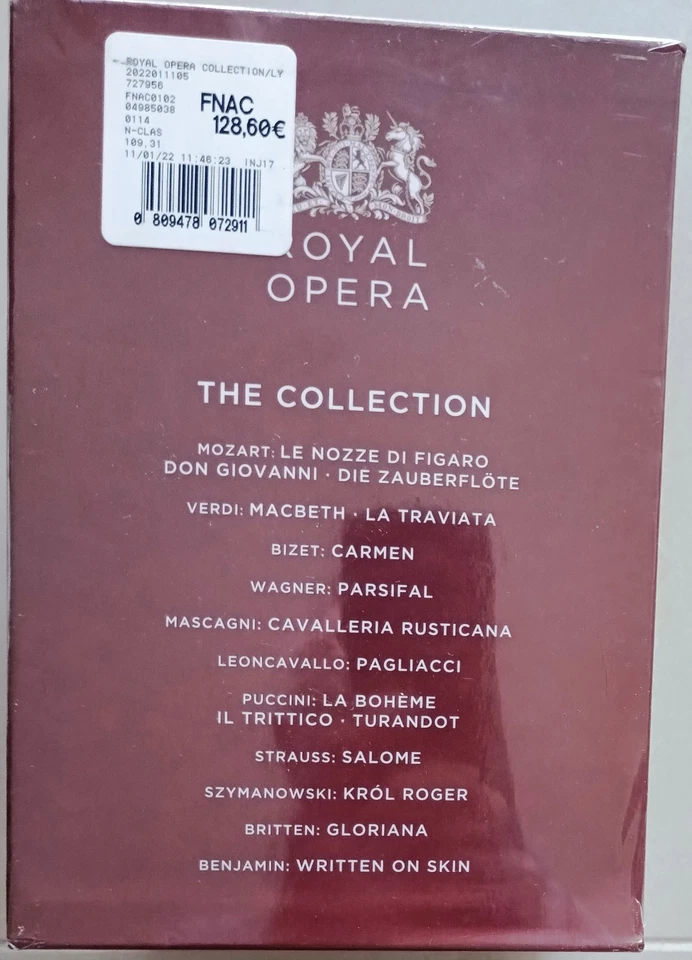 ROYAL OPERA COLLECTION/LY
2022011105
727956
FNAC0102
04985038
0114
N-CLAS
109,31
11/01/22 11:46:23 INJ17
FNAC
128,60€
0 809478 072911
ROYAL
OPERA
THE COLLECTION
MOZART: LE NOZZE DI FIGARO
DON GIOVANNI · DIE ZAUBERFLÖTE
VERDI: MACBETH · LA TRAVIATA
BIZET: CARMEN
WAGNER: PARSIFAL
MASCAGNI: CAVALLERIA RUSTICANA
LEONCAVALLO: PAGLIACCI
PUCCINI: LA BOHÈME
IL TRITTICO · TURANDOT
STRAUSS: SALOME
SZYMANOWSKI: KRÓL ROGER
BRITTEN: GLORIANA
BENJAMIN: WRITTEN ON SKIN